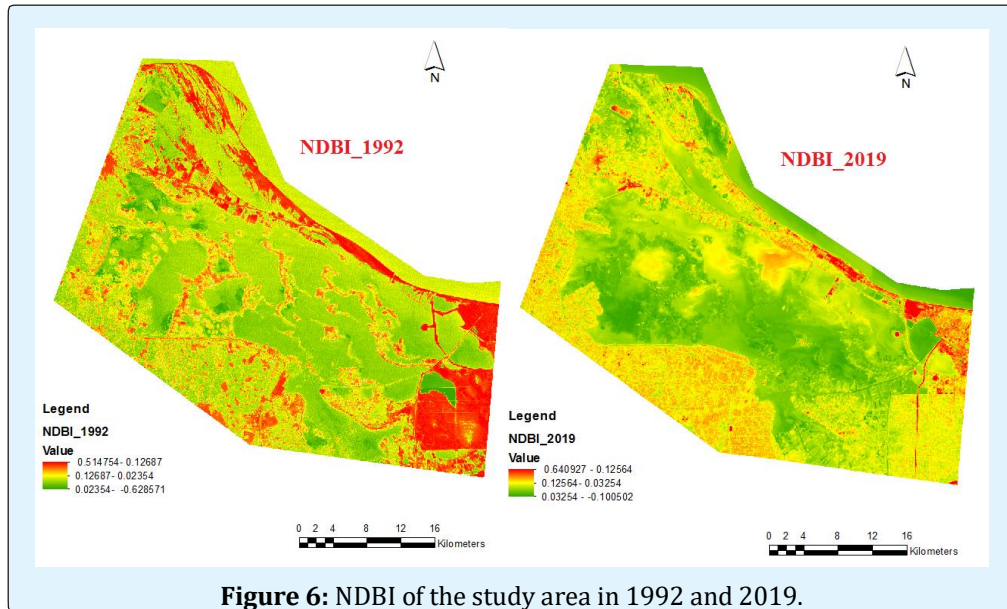 N
NDBI_1992
Legend
NDBI_1992
Value
0.514754- 0.12687
0.12687- 0.02354
0.02354- -0.628571
0 2 4 8 12 16
Kilometers
N
NDBI_2019
Legend
NDBI_2019
Value
0.640927- 0.12564
0.12564- 0.03254
0.03254- -0.100502
0 2 4 8 12 16
Kilometers
Figure 6: NDBI of the study area in 1992 and 2019.